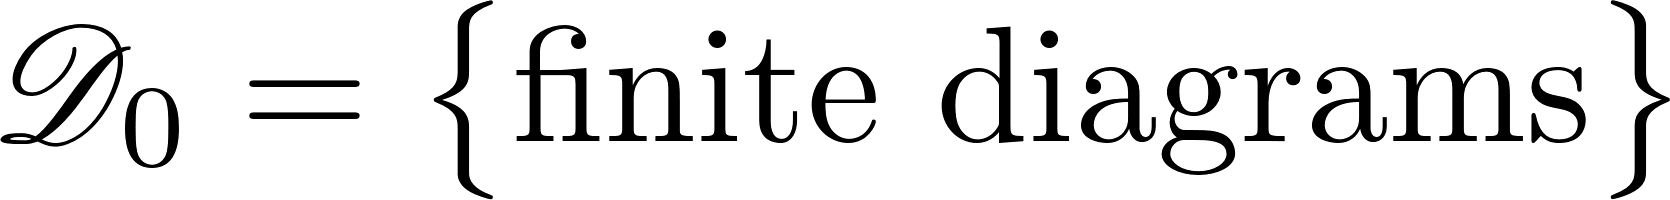 𝒟₀ = {finite diagrams}